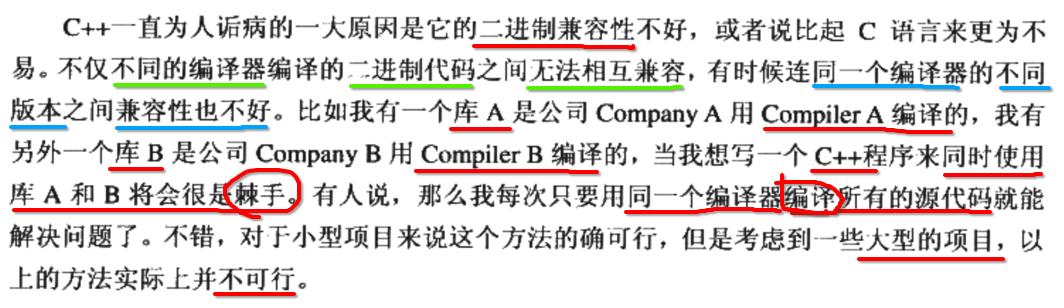 C++一直为人诟病的一大原因是它的二进制兼容性不好，或者说比起 C 语言来更为不
易。不仅不同的编译器编译的二进制代码之间无法相互兼容，有时候连同一个编译器的不同
版本之间兼容性也不好。比如我有一个库 A 是公司 Company A 用 Compiler A 编译的，我有
另外一个库 B 是公司 Company B 用 Compiler B 编译的，当我想写一个 C++程序来同时使用
库 A 和 B 将会很是棘手。有人说，那么我每次只要用同一个编译器编译所有的源代码就能
解决问题了。不错，对于小型项目来说这个方法的确可行，但是考虑到一些大型的项目，以
上的方法实际上并不可行。